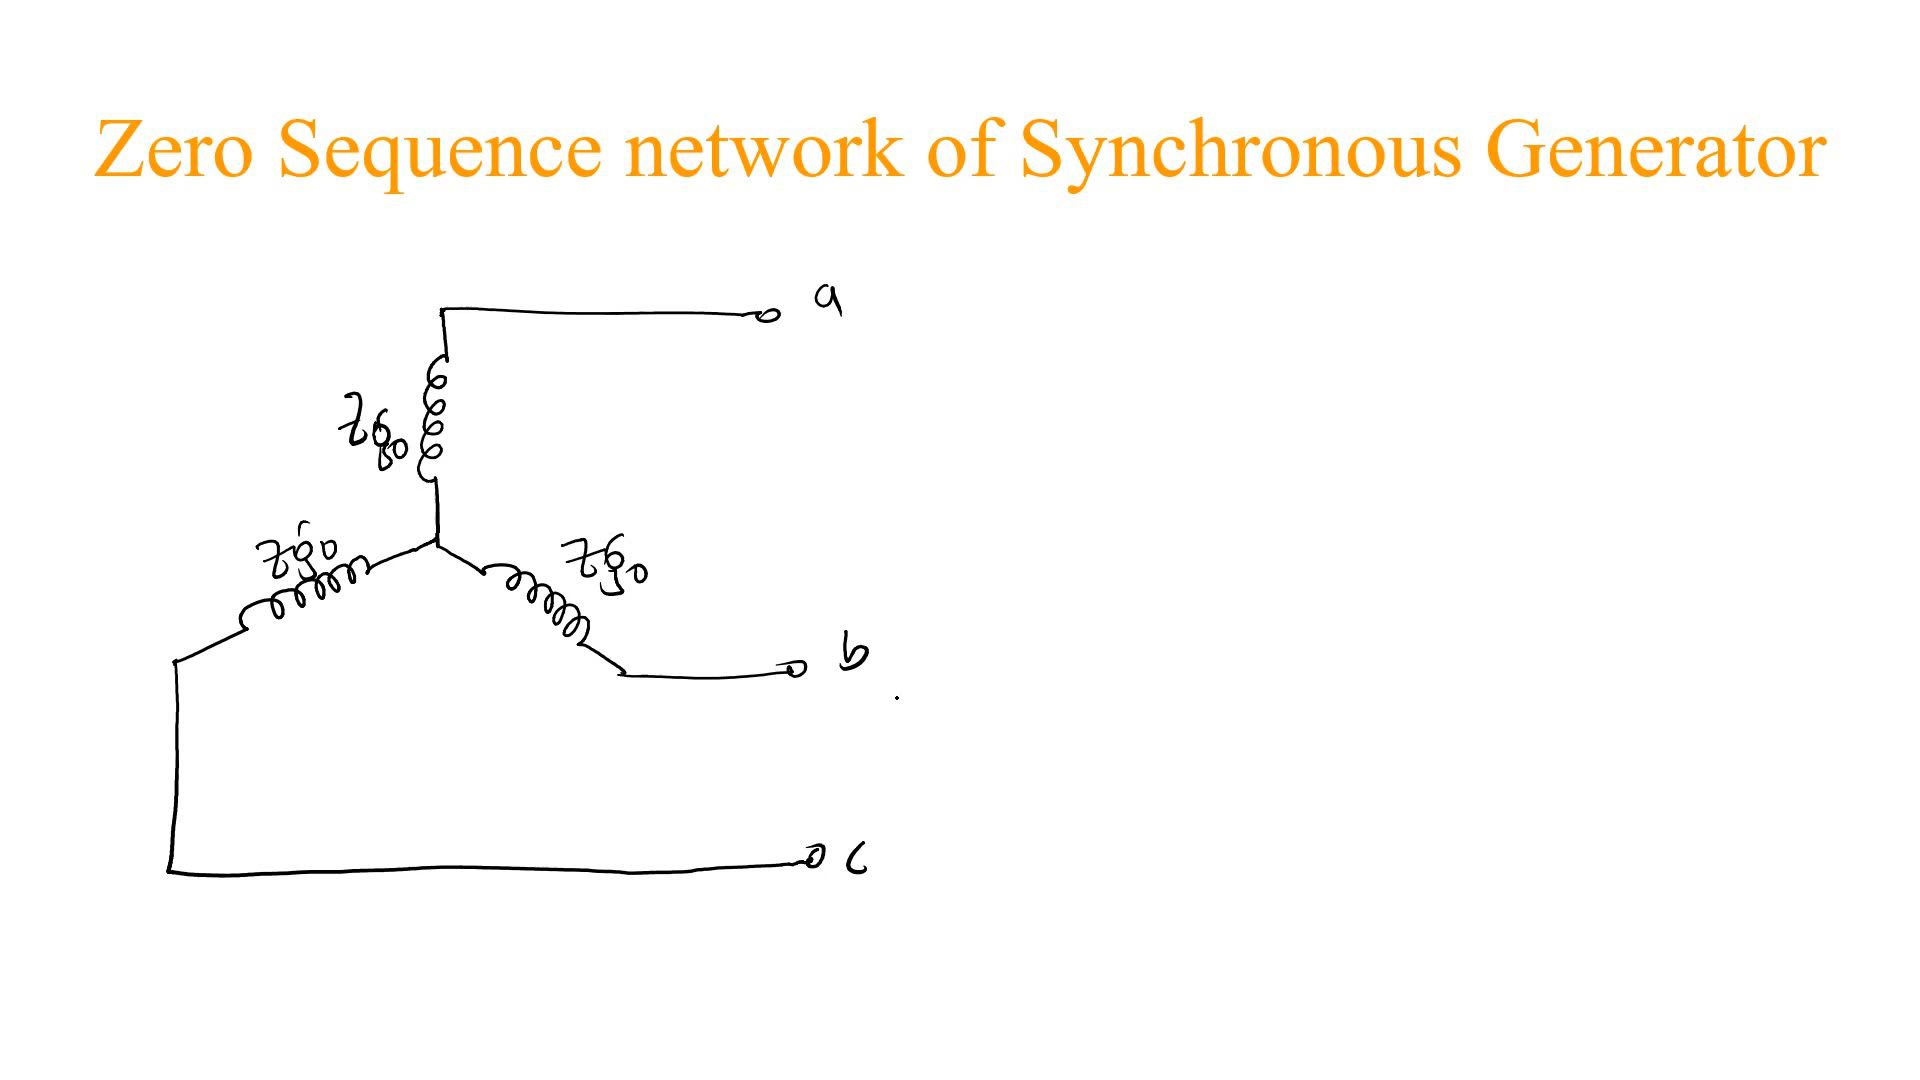 Zero Sequence network of Synchronous Generator
a
Zg0
Zg0
Zg0
b
c